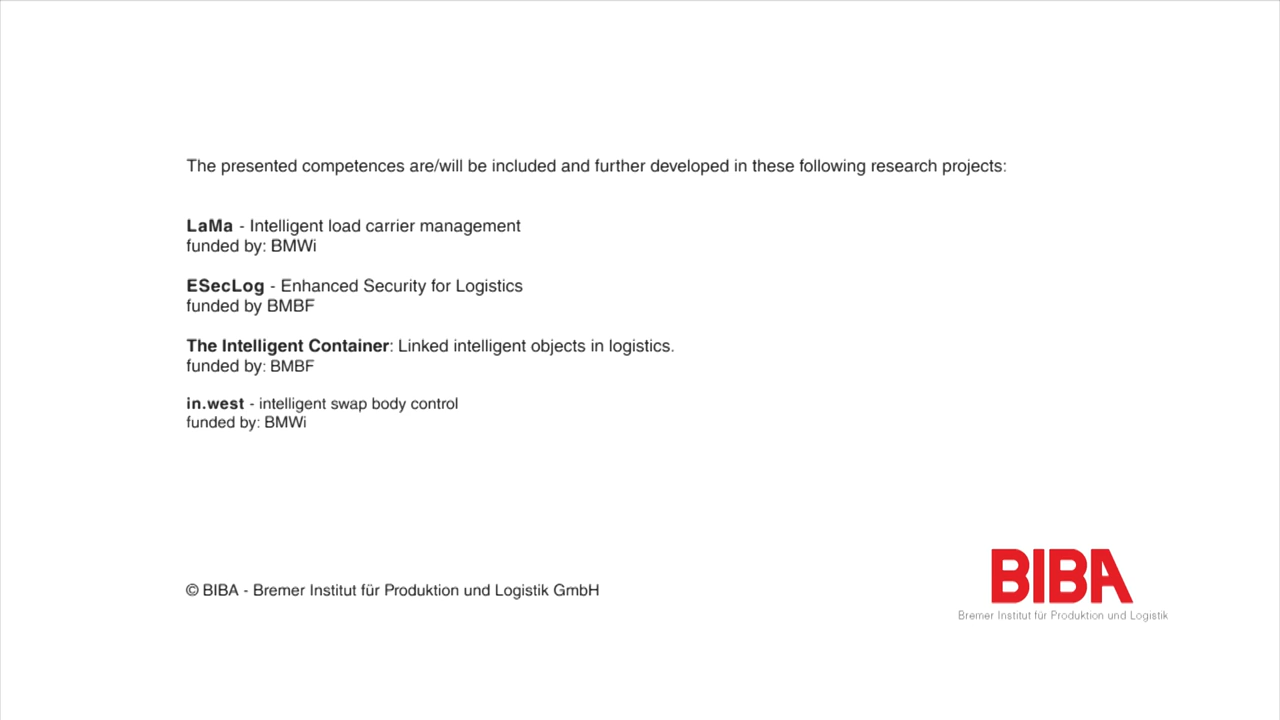 The presented competences are/will be included and further developed in these following research projects:
LaMa - Intelligent load carrier management
funded by: BMWi
ESecLog - Enhanced Security for Logistics
funded by BMBF
The Intelligent Container: Linked intelligent objects in logistics.
funded by: BMBF
in.west - intelligent swap body control
funded by: BMWi
© BIBA - Bremer Institut für Produktion und Logistik GmbH
BIBA
Bremer Institut für Produktion und Logistik